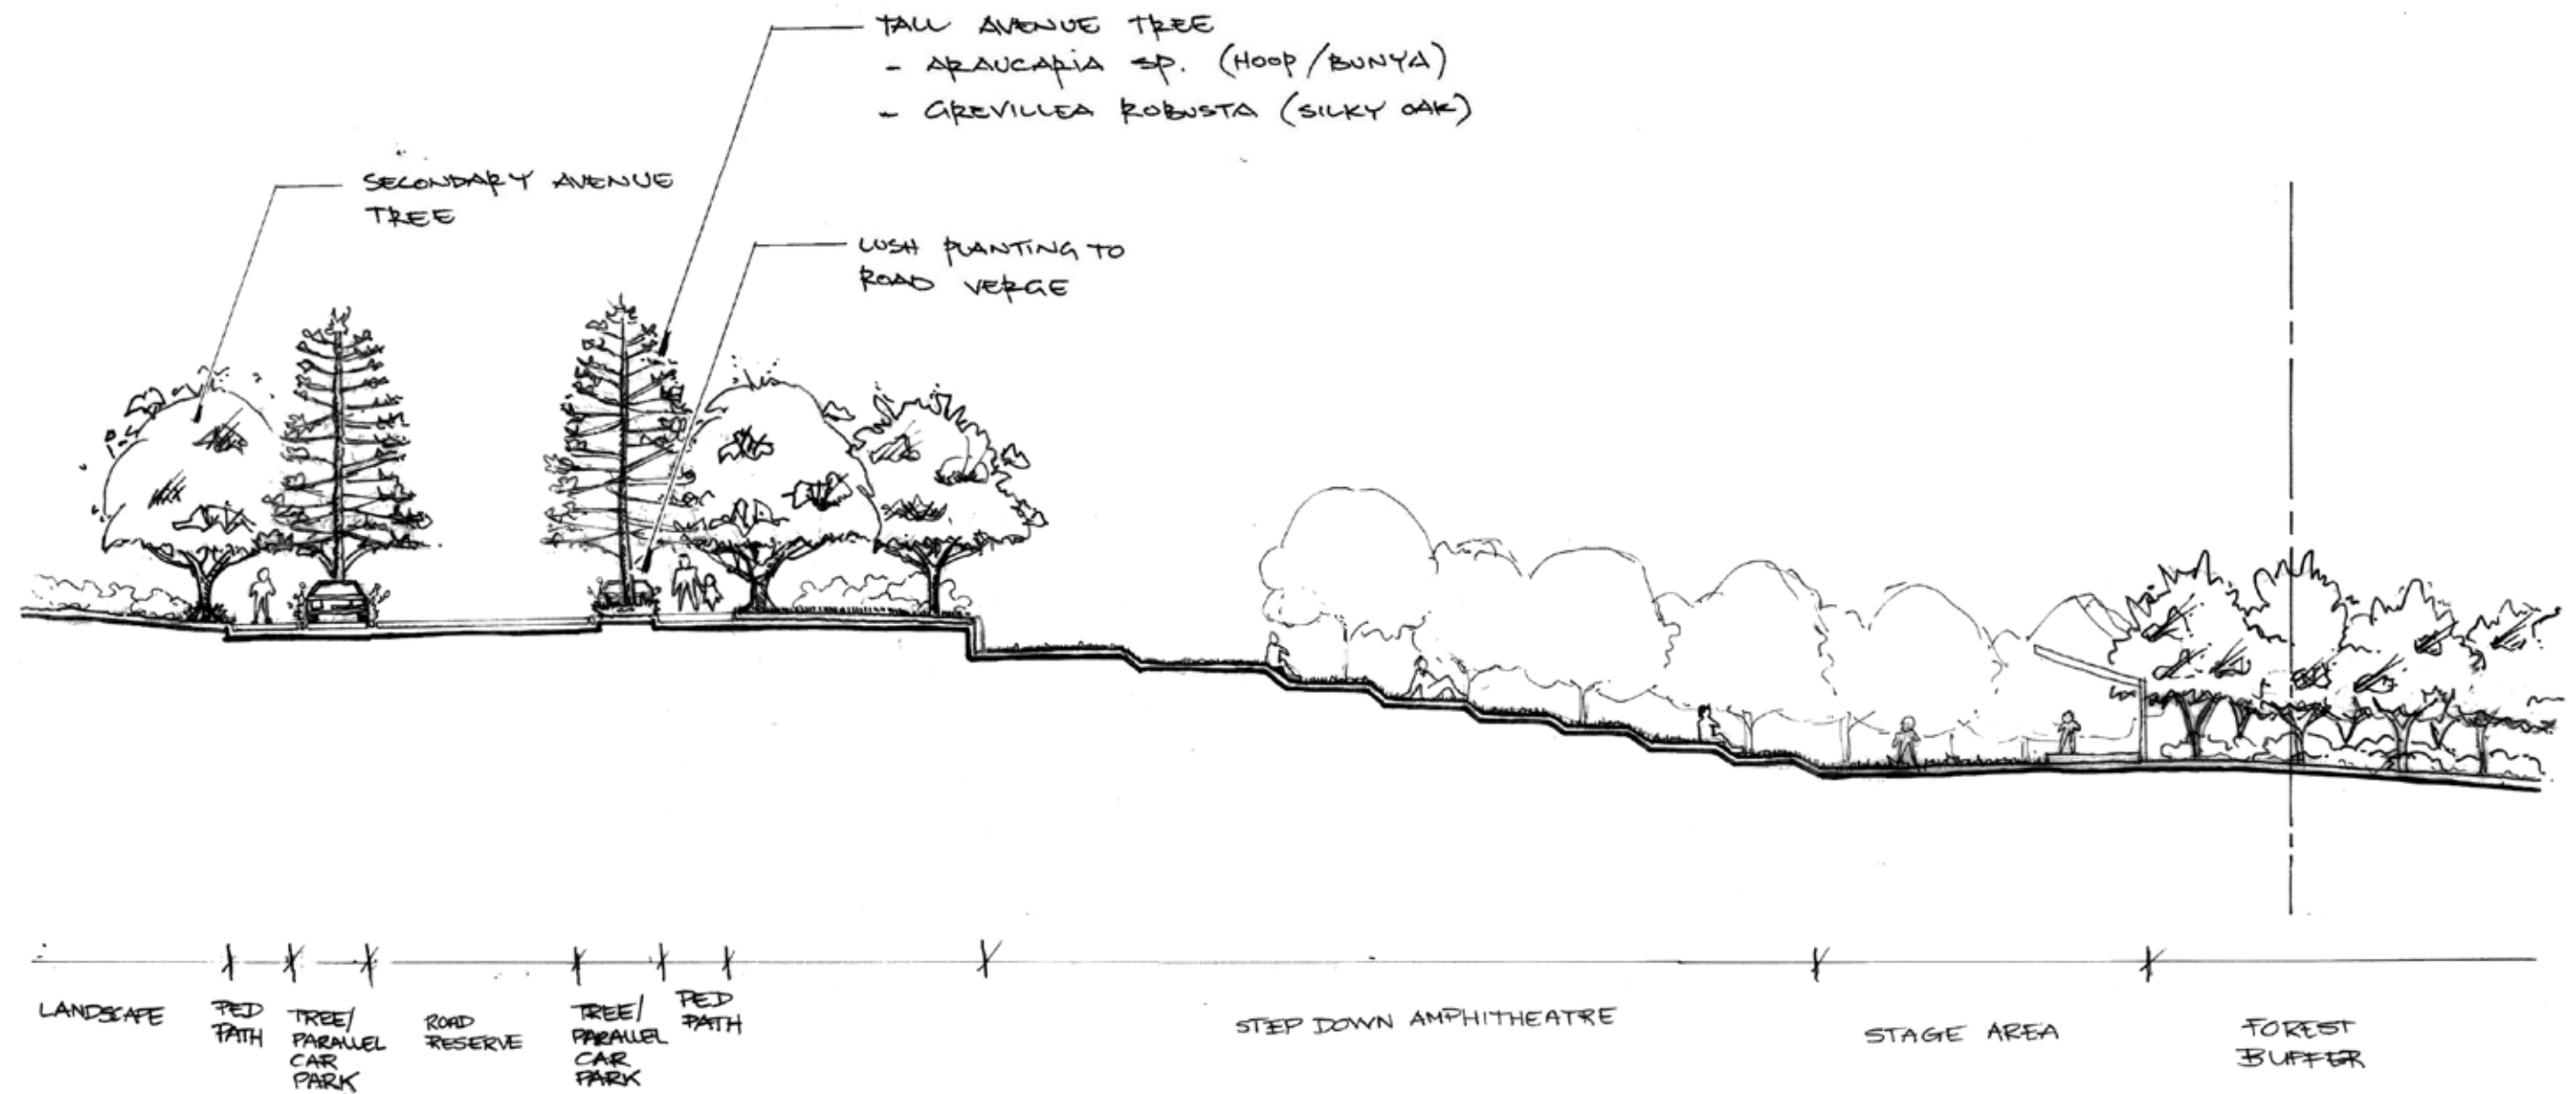 TALL AVENUE TREE
- ARAUCARIA SP. (HOOP/BUNYA)
- GREVILLEA ROBUSTA (SILKY OAK)
SECONDARY AVENUE
TREE
LUSH PLANTING TO
ROAD VERGE
LANDSCAPE
PED
PATH
TREE/
PARALLEL
CAR
PARK
ROAD
RESERVE
TREE/
PARALLEL
CAR
PARK
PED
PATH
STEP DOWN AMPHITHEATRE
STAGE AREA
FOREST
BUFFER